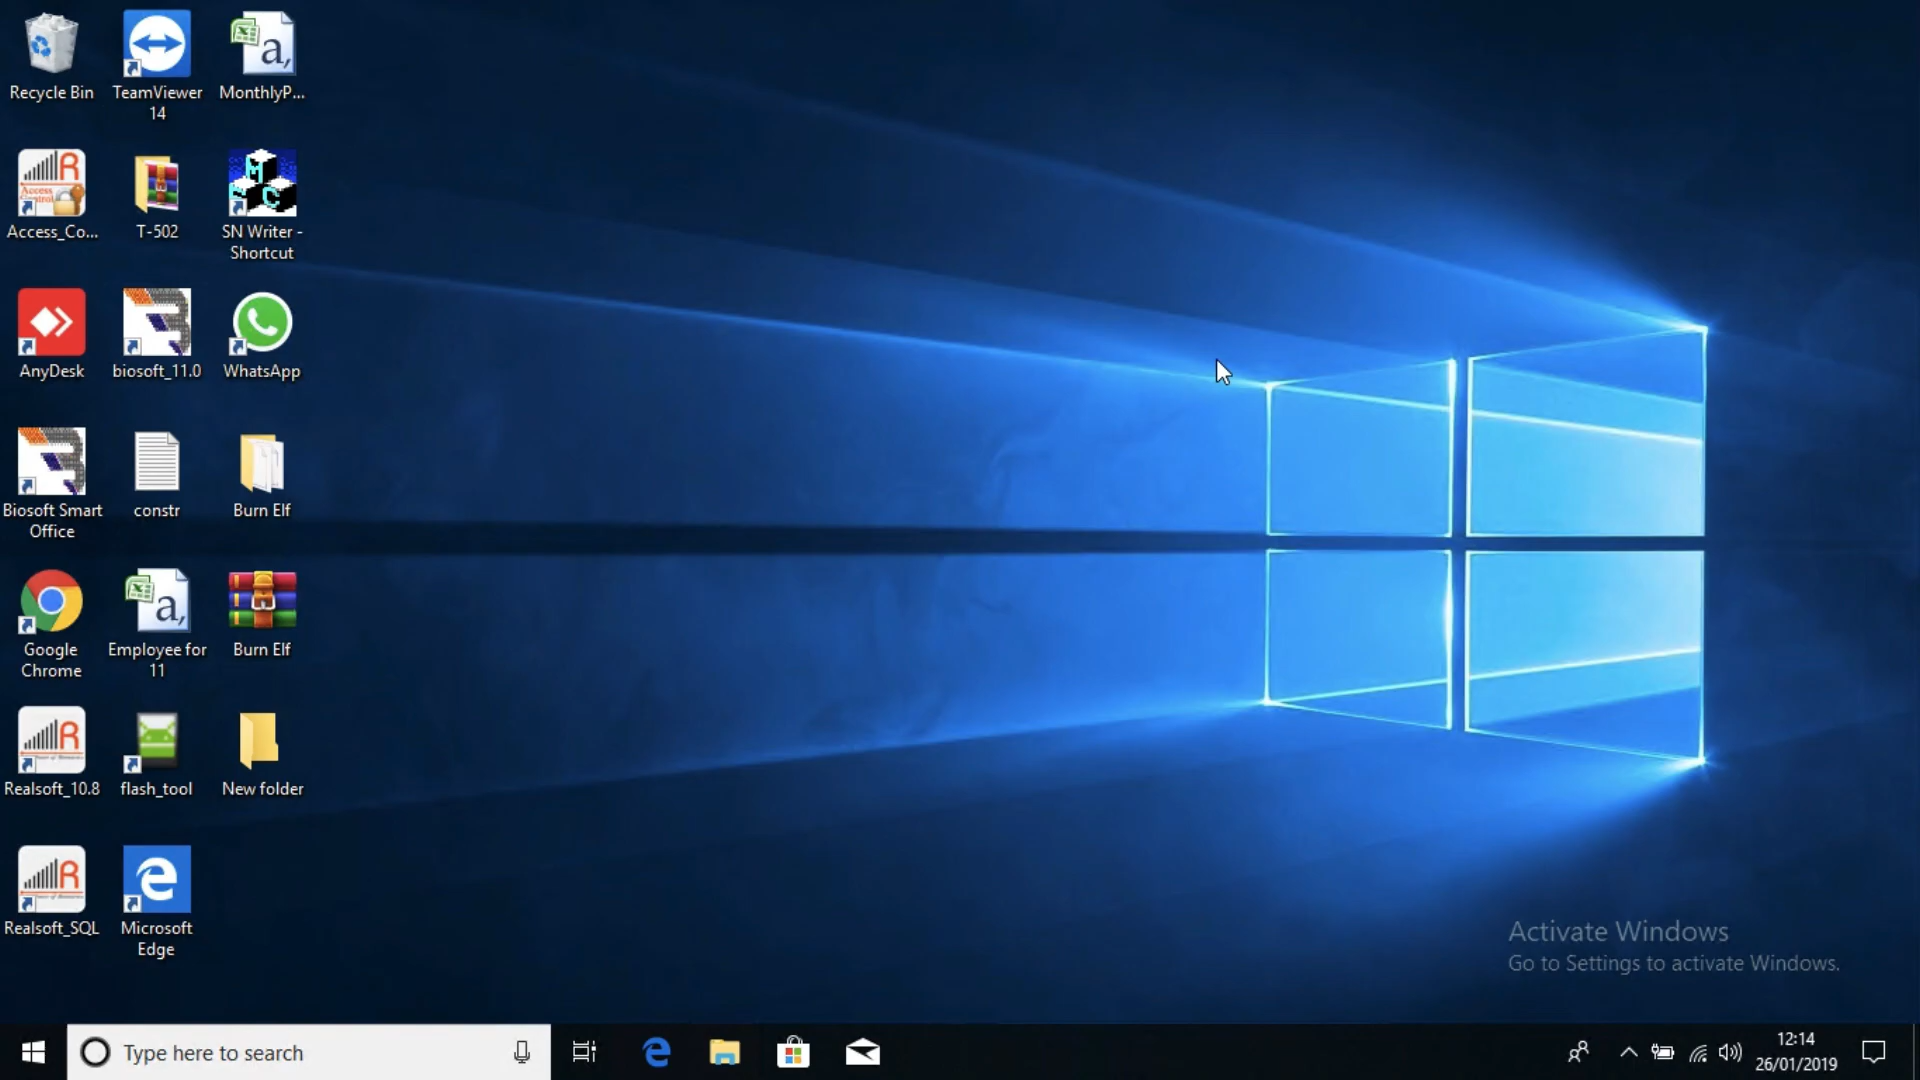 Recycle Bin
TeamViewer
14
MonthlyP...
Access_Co...
T-502
SN Writer -
Shortcut
AnyDesk
biosoft_11.0
WhatsApp
Biosoft Smart
Office
constr
Burn Elf
Google
Chrome
Employee for
11
Burn Elf
Realsoft_10.8
flash_tool
New folder
Realsoft_SQL
Microsoft
Edge
Activate Windows
Go to Settings to activate Windows.
Type here to search
12:14
26/01/2019